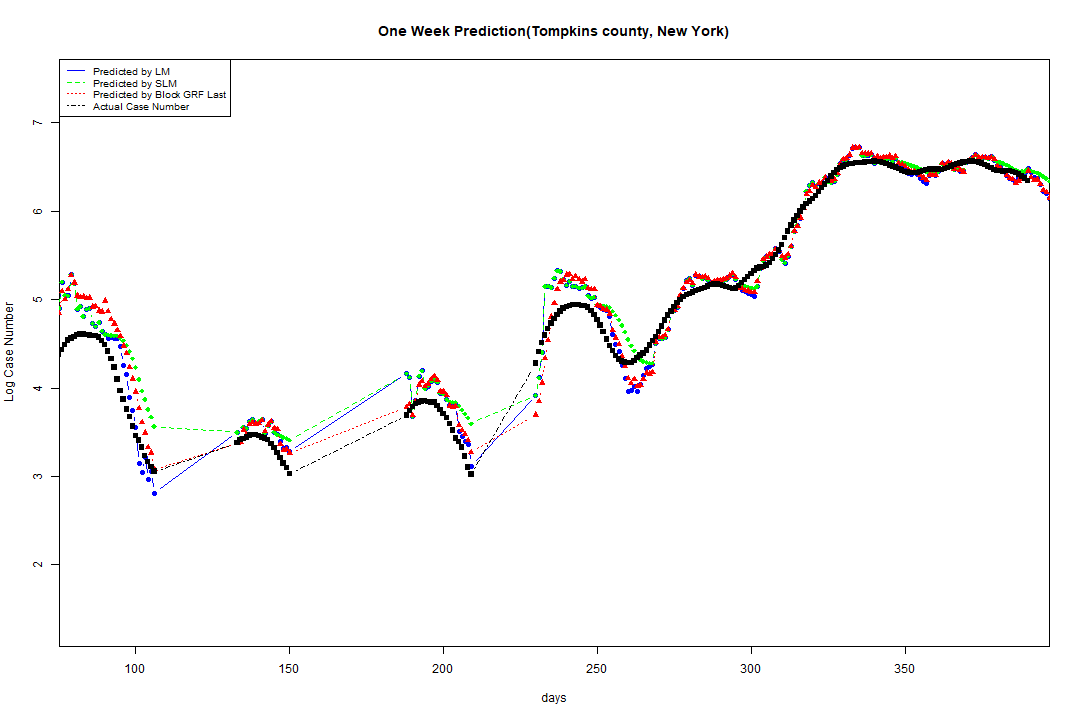 One Week Prediction(Tompkins county, New York)
Predicted by LM
Predicted by SLM
Predicted by Block GRF Last
Actual Case Number
7
6
5
4
3
2
Log Case Number
100 150 200 250 300 350
days